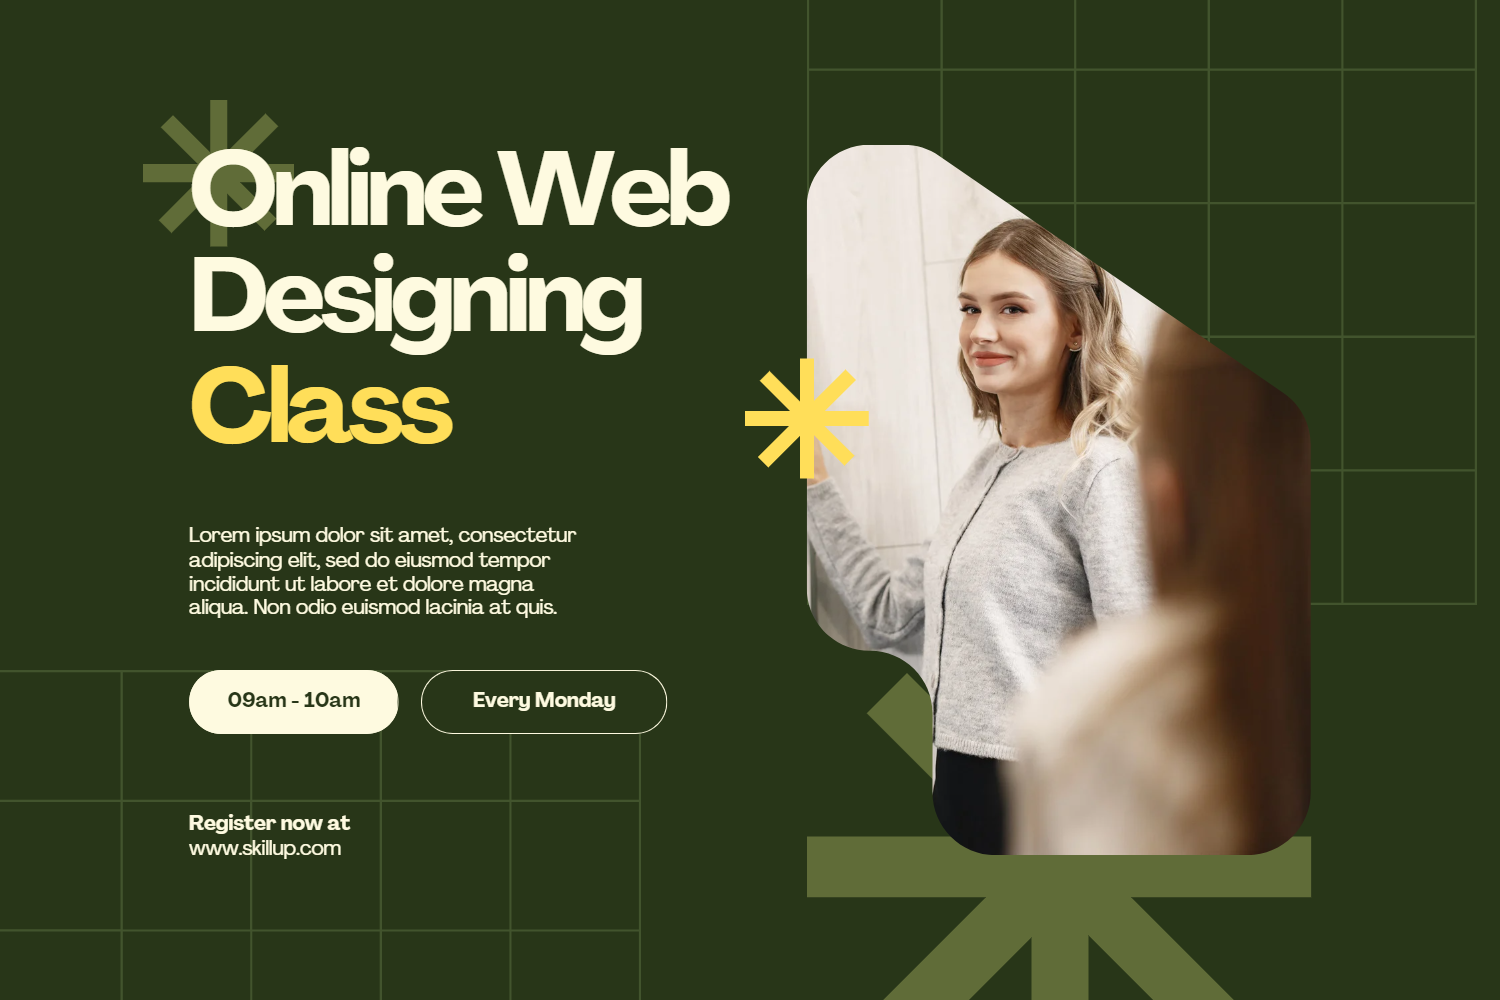 Online Web
Designing
Class
Lorem ipsum dolor sit amet, consectetur
adipiscing elit, sed do eiusmod tempor
incididunt ut labore et dolore magna
aliqua. Non odio euismod lacinia at quis.
09am - 10am
Every Monday
Register now at
www.skillup.com